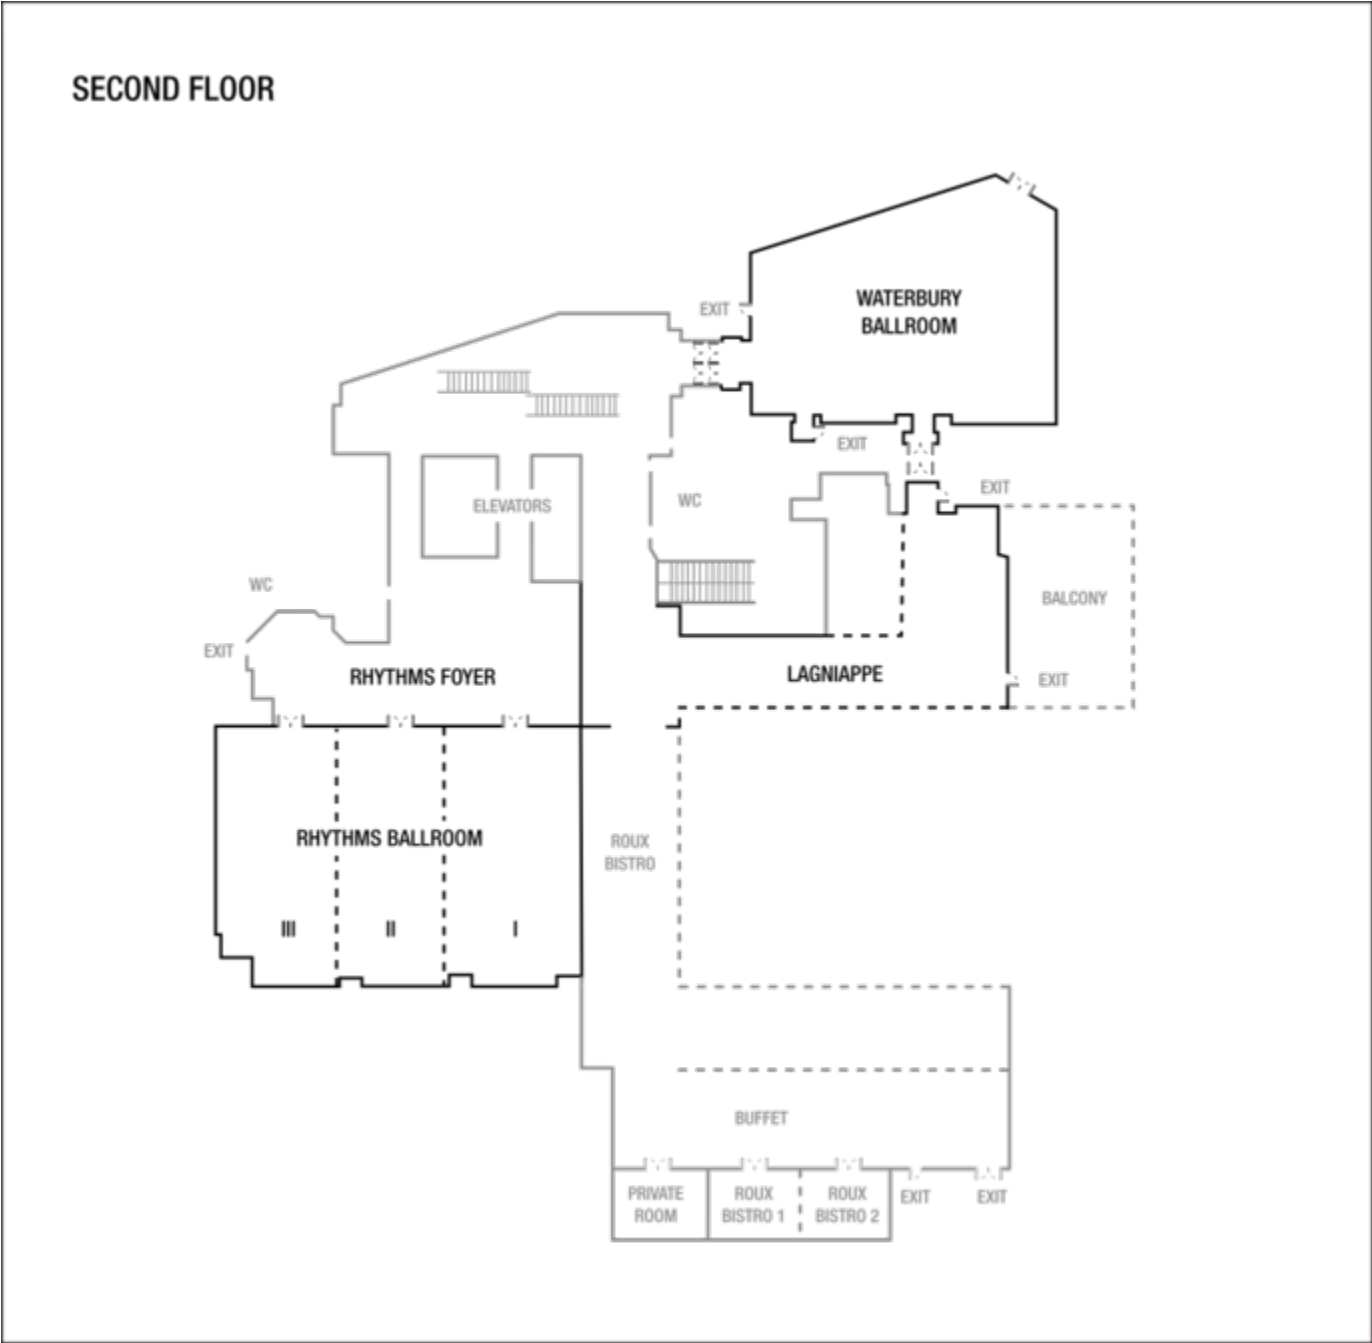 SECOND FLOOR
WATERBURY
BALLROOM
EXIT
EXIT
ELEVATORS
WC
EXIT
WC
BALCONY
EXIT
RHYTHMS FOYER
LAGNIAPPE
EXIT
RHYTHMS BALLROOM
ROUX
BISTRO
III
II
I
BUFFET
PRIVATE
ROOM
ROUX
BISTRO 1
ROUX
BISTRO 2
EXIT
EXIT